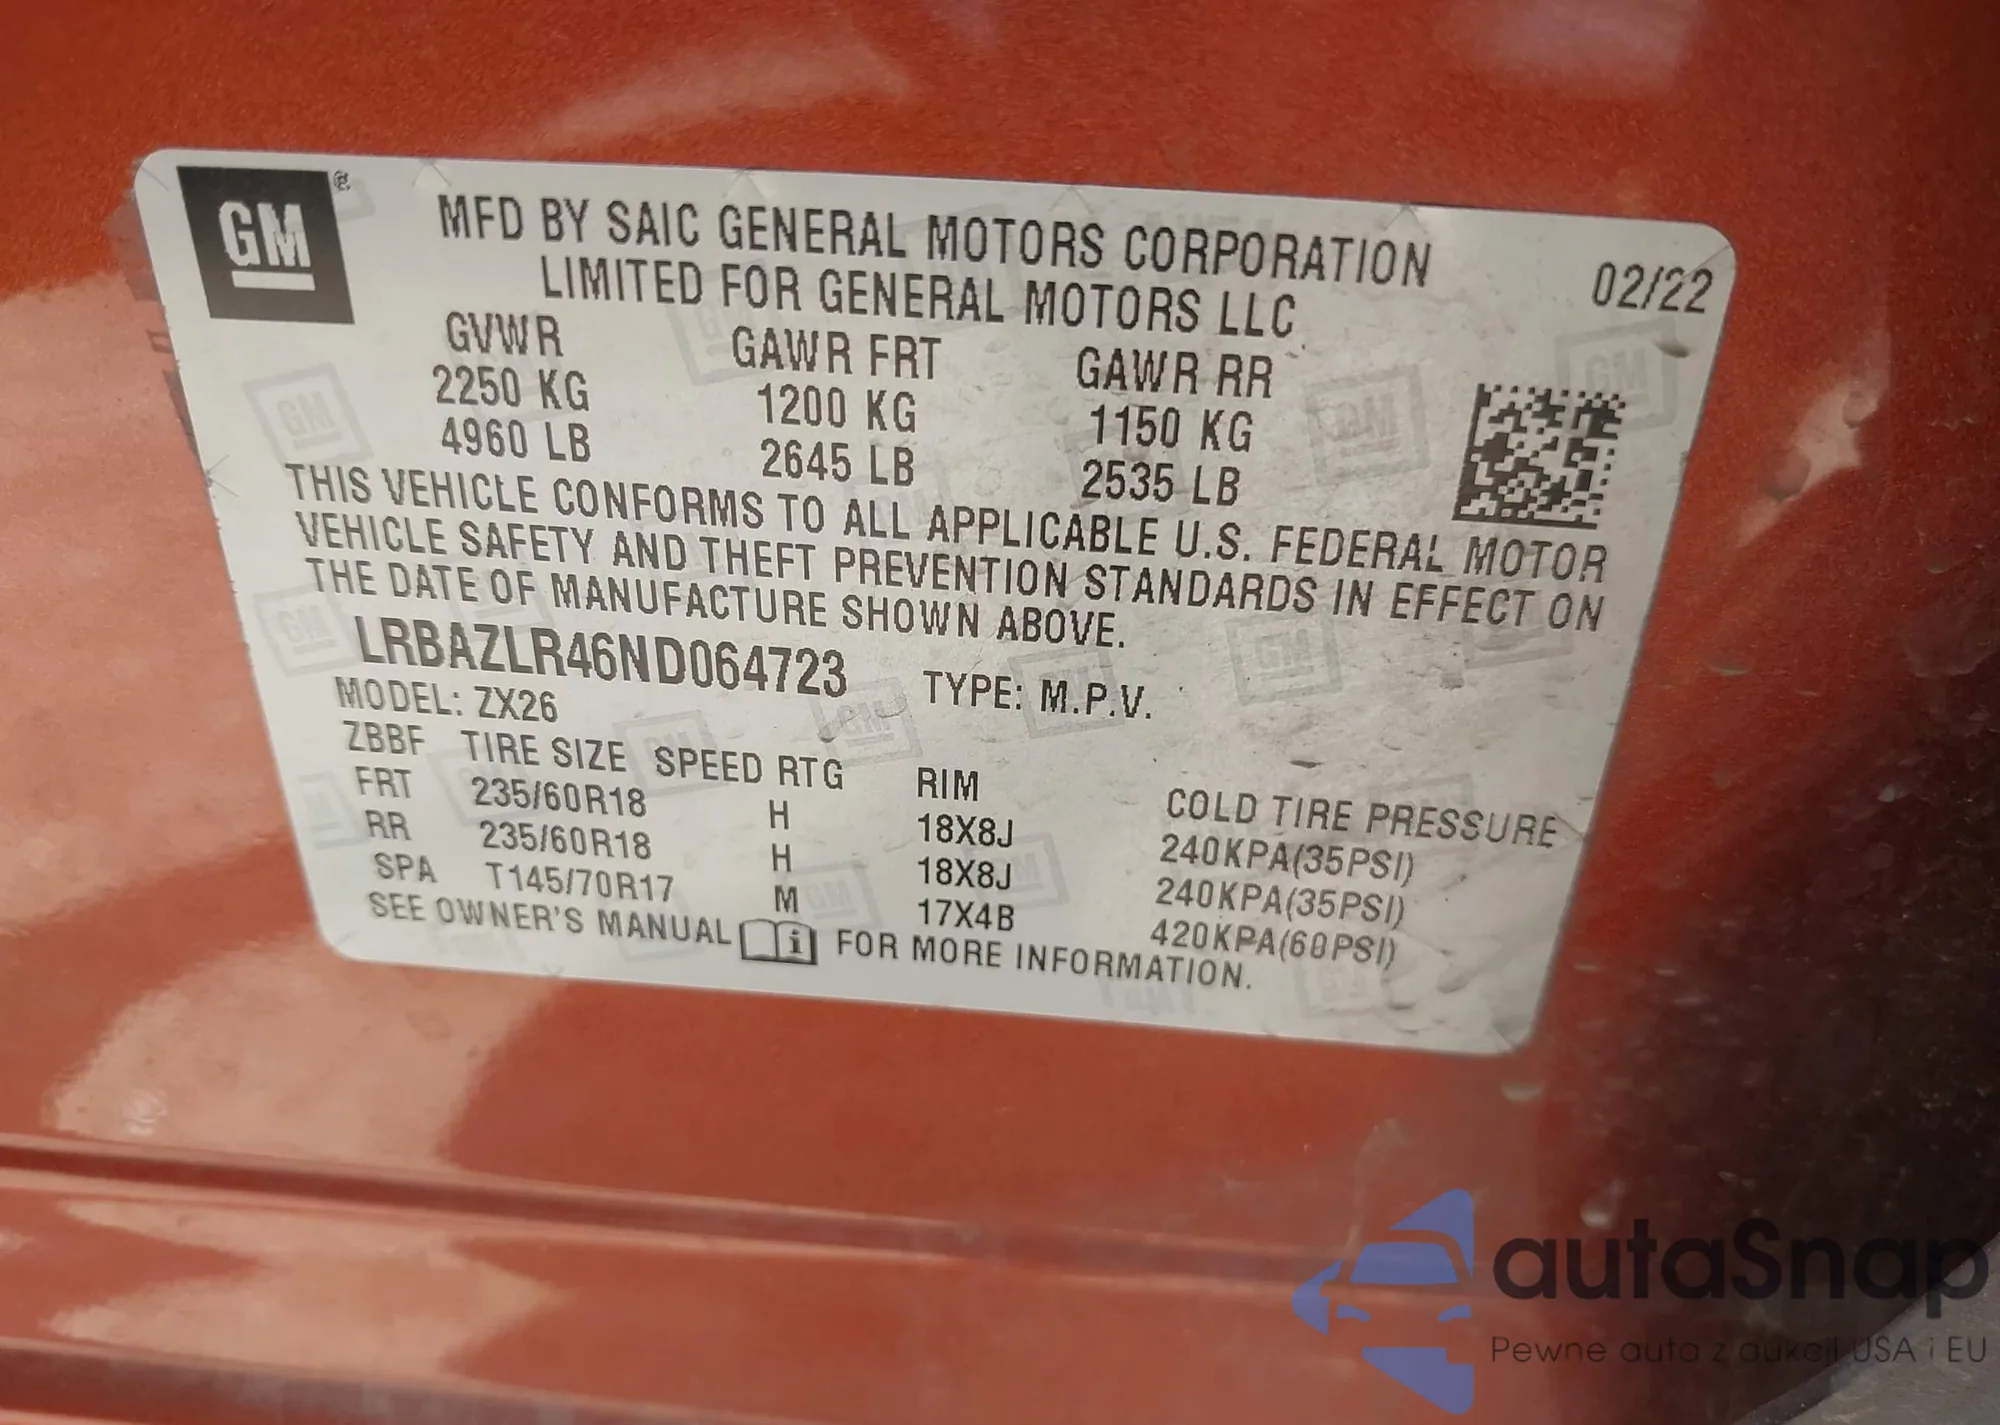 GM
MFD BY SAIC GENERAL MOTORS CORPORATION
LIMITED FOR GENERAL MOTORS LLC
02/22
GVWR GAWR FRT GAWR RR
2250 KG 1200 KG 1150 KG
4960 LB 2645 LB 2535 LB
THIS VEHICLE CONFORMS TO ALL APPLICABLE U.S. FEDERAL MOTOR
VEHICLE SAFETY AND THEFT PREVENTION STANDARDS IN EFFECT ON
THE DATE OF MANUFACTURE SHOWN ABOVE.
LRBAZLR46ND064723 TYPE: M.P.V.
MODEL: ZX26
ZBBF TIRE SIZE SPEED RTG RIM COLD TIRE PRESSURE
FRT 235/60R18 H 18X8J 240KPA(35PSI)
RR 235/60R18 H 18X8J 240KPA(35PSI)
SPA T145/70R17 M 17X4B 420KPA(60PSI)
SEE OWNER'S MANUAL i FOR MORE INFORMATION.
autaSnap
Pewne auta z aukcji USA i EU